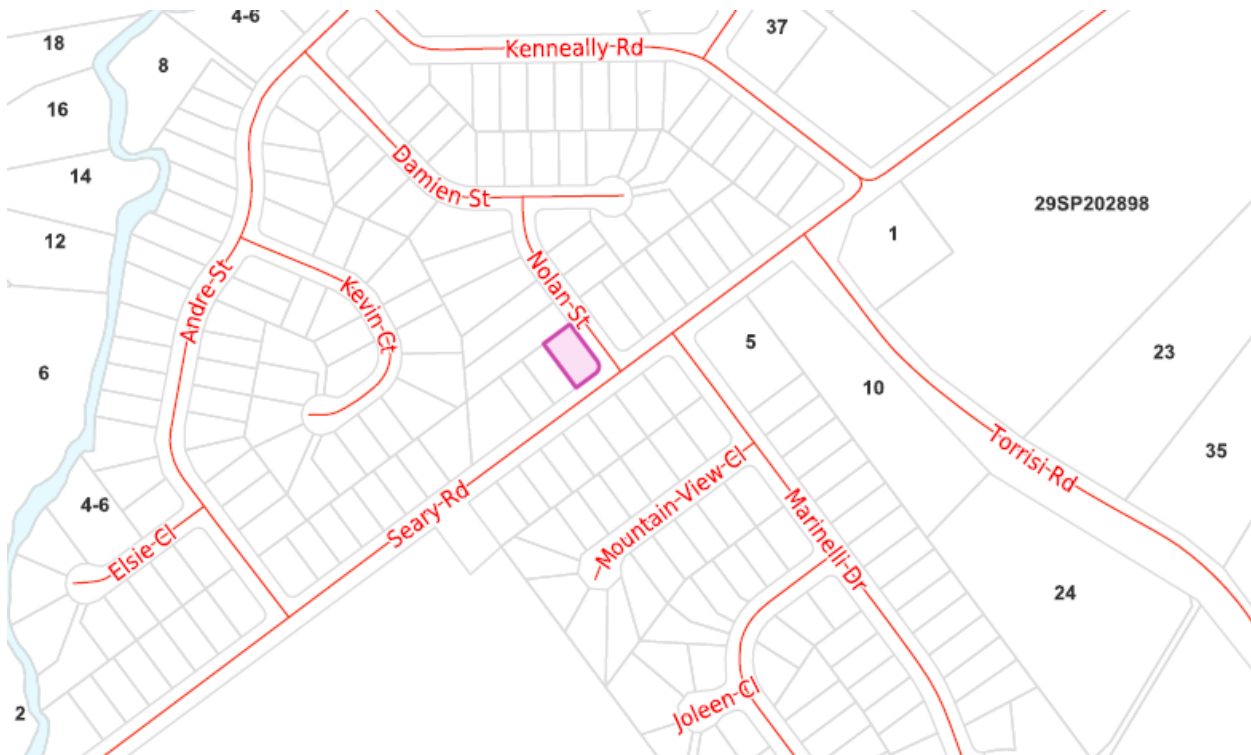 4-6
37
18
Kenneally-Rd
8
16
14
Damien-St
29SP202898
1
12
Nolan-St
Andre-St
Kevin-Ct
5
23
6
10
Torrisi-Rd
35
Mountain-View-Cl
4-6
Seary-Rd
Marinelli-Dr
Elsie-Cl
24
Joleen-Cl
2